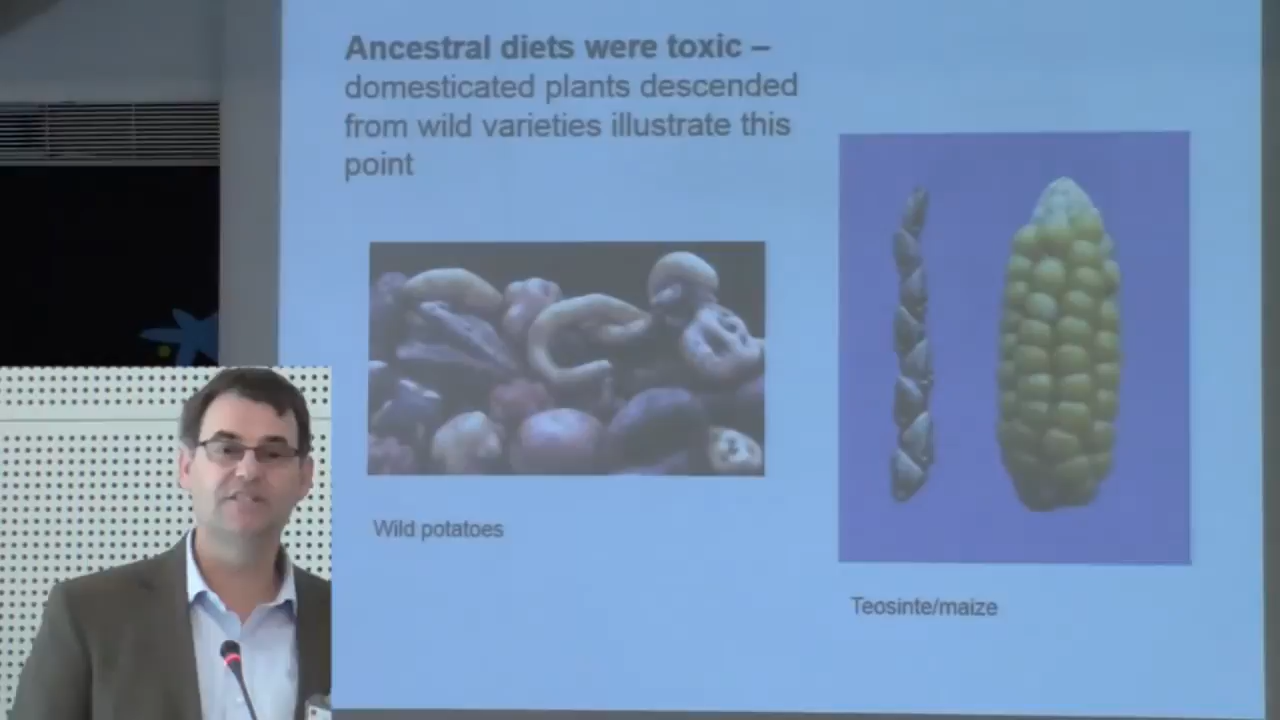 Ancestral diets were toxic –
domesticated plants descended
from wild varieties illustrate this
point
Wild potatoes
Teosinte/maize